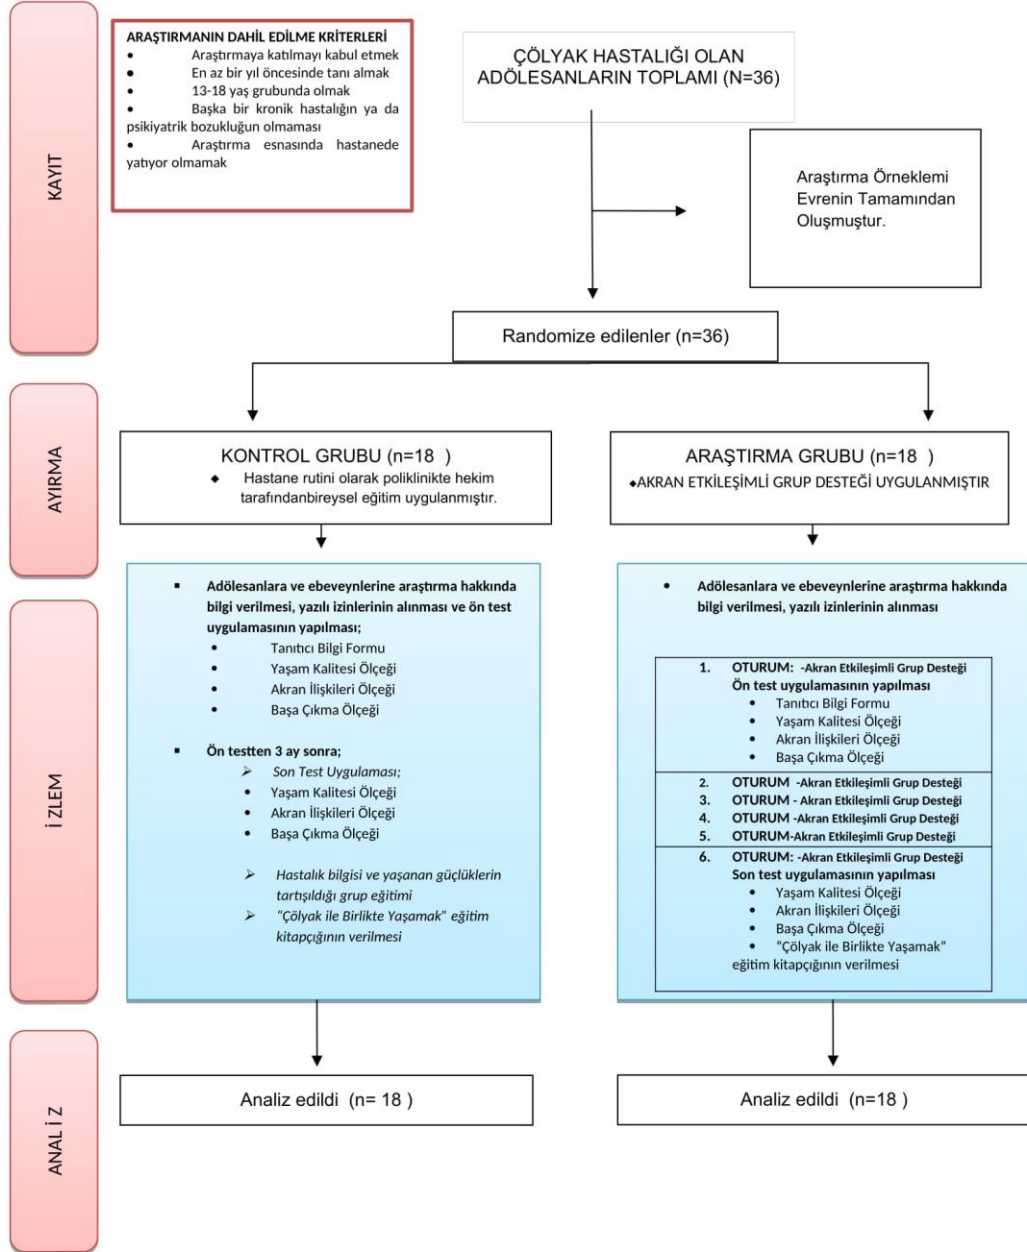 KAYIT
ARAŞTIRMANIN DAHİL EDİLME KRİTERLERİ
• Araştırmaya katılmayı kabul etmek
• En az bir yıl öncesinde tanı almak
• 13-18 yaş grubunda olmak
• Başka bir kronik hastalığın ya da
psikiyatrik bozukluğun olmaması
• Araştırma esnasında hastanede
yatıyor olmamak
ÇÖLYAK HASTALIĞI OLAN
ADÖLESANLARIN TOPLAMI (N=36)
Araştırma Örneklemi
Evrenin Tamamından
Oluşmuştur.
Randomize edilenler (n=36)
AYIRMA
KONTROL GRUBU (n=18 )
◆ Hastane rutini olarak poliklinikte hekim
tarafındanbireysel eğitim uygulanmıştır.
ARAŞTIRMA GRUBU (n=18 )
◆AKRAN ETKİLEŞİMLİ GRUP DESTEĞİ UYGULANMIŞTIR
İ ZLEM
▪ Adölesanlara ve ebeveynlerine araştırma hakkında
bilgi verilmesi, yazılı izinlerinin alınması ve ön test
uygulamasının yapılması;
• Tanıtıcı Bilgi Formu
• Yaşam Kalitesi Ölçeği
• Akran İlişkileri Ölçeği
• Başa Çıkma Ölçeği
▪ Ön testten 3 ay sonra;
➢ Son Test Uygulaması;
• Yaşam Kalitesi Ölçeği
• Akran İlişkileri Ölçeği
• Başa Çıkma Ölçeği
➢ Hastalık bilgisi ve yaşanan güçlüklerin
tartışıldığı grup eğitimi
➢ "Çölyak ile Birlikte Yaşamak" eğitim
kitapçığının verilmesi
• Adölesanlara ve ebeveynlerine araştırma hakkında
bilgi verilmesi, yazılı izinlerinin alınması
1. OTURUM: -Akran Etkileşimli Grup Desteği
Ön test uygulamasının yapılması
• Tanıtıcı Bilgi Formu
• Yaşam Kalitesi Ölçeği
• Akran İlişkileri Ölçeği
• Başa Çıkma Ölçeği
2. OTURUM -Akran Etkileşimli Grup Desteği
3. OTURUM - Akran Etkileşimli Grup Desteği
4. OTURUM -Akran Etkileşimli Grup Desteği
5. OTURUM-Akran Etkileşimli Grup Desteği
6. OTURUM: -Akran Etkileşimli Grup Desteği
Son test uygulamasının yapılması
• Yaşam Kalitesi Ölçeği
• Akran İlişkileri Ölçeği
• Başa Çıkma Ölçeği
• "Çölyak ile Birlikte Yaşamak"
eğitim kitapçığının verilmesi
ANAL İ Z
Analiz edildi (n= 18 )
Analiz edildi (n=18 )